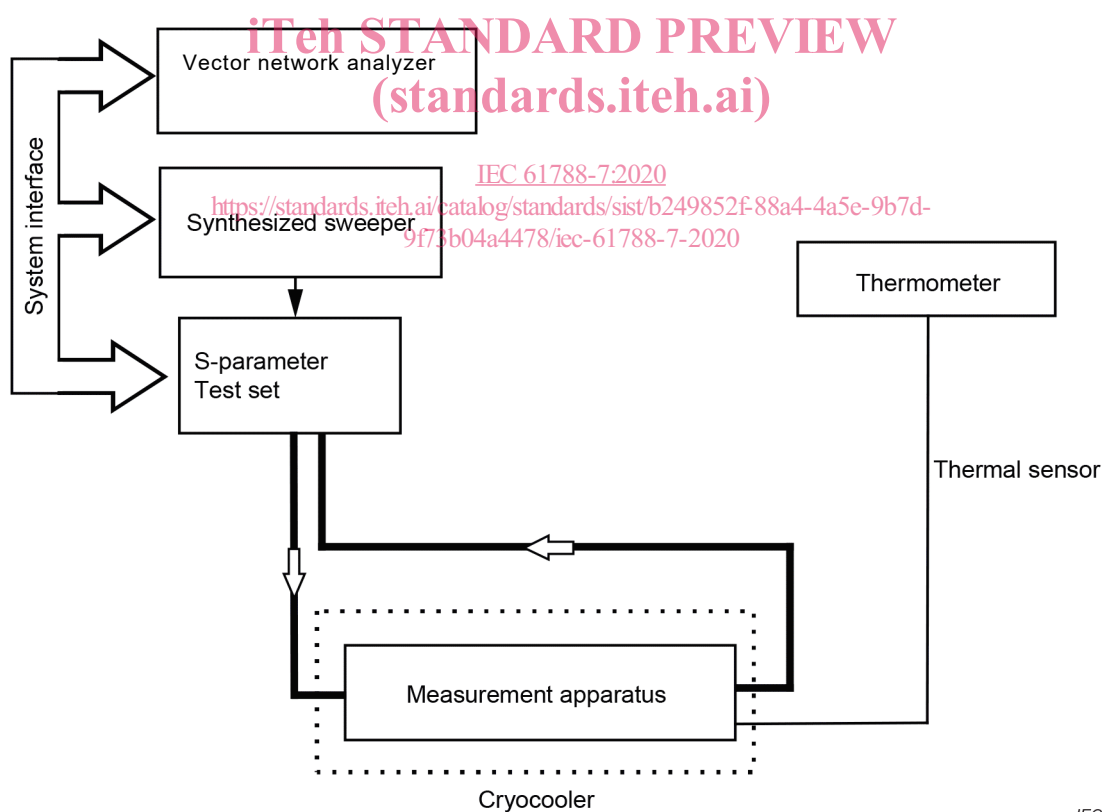 iTeh STANDARD PREVIEW
Vector network analyzer
(standards.iteh.ai)
System interface
IEC 61788-7:2020
https://standards.iteh.ai/catalog/standards/sist/b249852f-88a4-4a5e-9b7d-
Synthesized sweeper
9f73b04a4478/iec-61788-7-2020
Thermometer
S-parameter
Test set
Thermal sensor
Measurement apparatus
Cryocooler